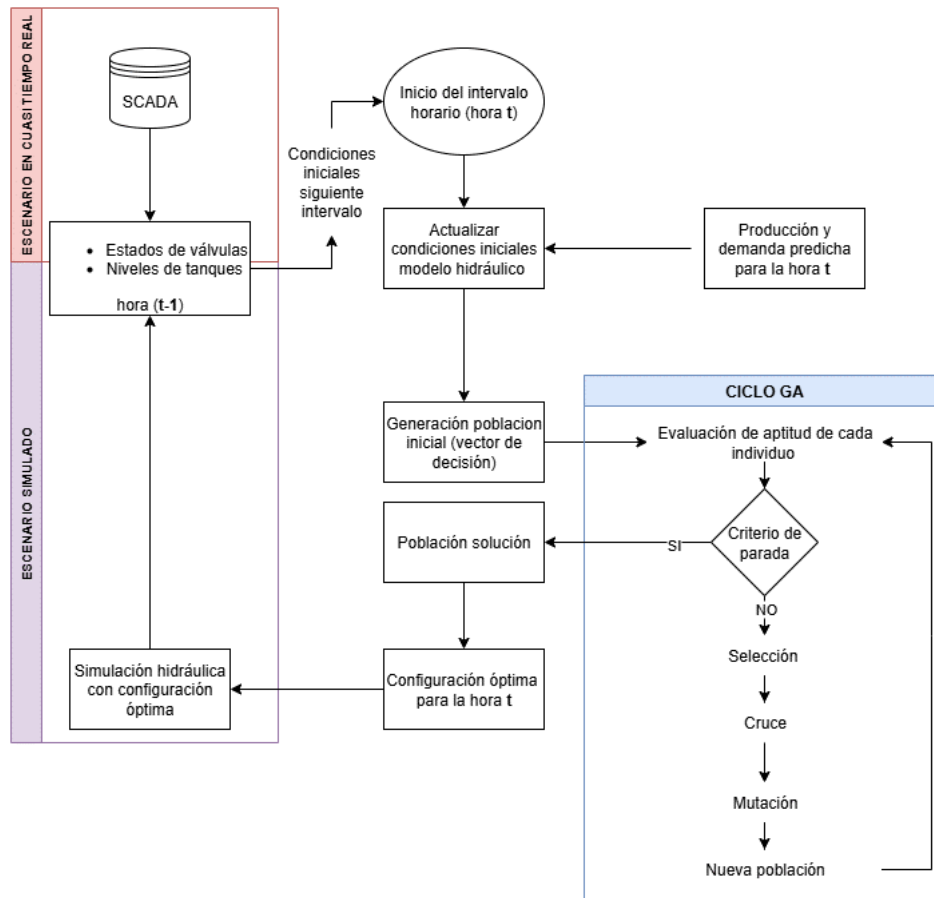 ESCENARIO EN CUASITIEMPO REAL
SCADA
Inicio del intervalo
horario (hora t)
Condiciones
iniciales
siguiente
intervalo
• Estados de válvulas
• Niveles de tanques
hora (t-1)
Actualizar
condiciones iniciales
modelo hidráulico
Producción y
demanda predicha
para la hora t
ESCENARIO SIMULADO
CICLO GA
Generación poblacion
inicial (vector de
decisión)
Evaluación de aptitud de cada
individuo
Población solución
SI
Criterio de
parada
NO
Selección
Simulación hidráulica
con configuración
óptima
Configuración óptima
para la hora t
Cruce
Mutación
Nueva población